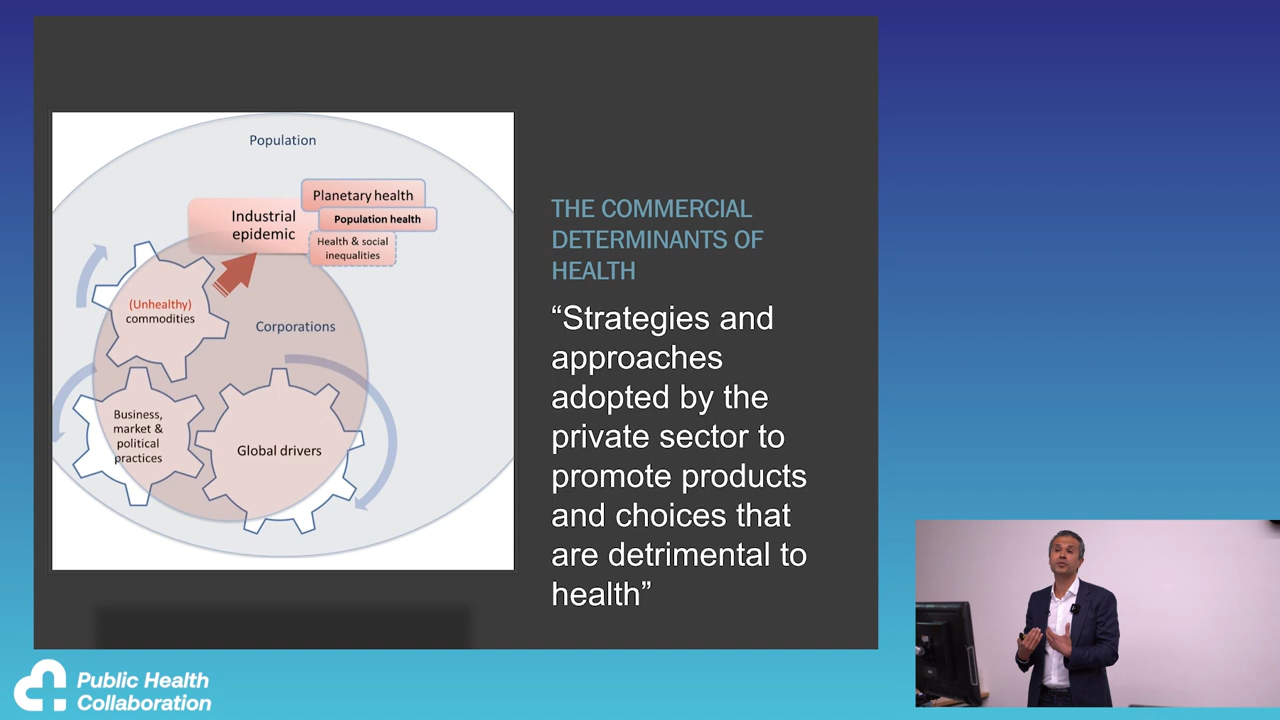 Population
Planetary health
Industrial
epidemic
Population health
Health & social
inequalities
(Unhealthy)
commodities
Corporations
Business,
market &
political
practices
Global drivers
THE COMMERCIAL
DETERMINANTS OF
HEALTH
“Strategies and
approaches
adopted by the
private sector to
promote products
and choices that
are detrimental to
health”
Public Health
Collaboration